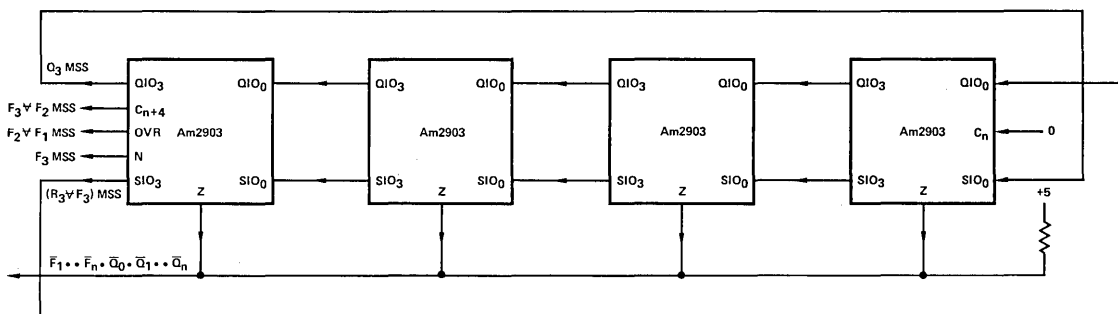 Q₃ MSS
QIO₃ QIO₀ QIO₃ QIO₀ QIO₃ QIO₀ QIO₃ QIO₀
F₃ ∀ F₂ MSS Cₙ₊₄
F₂ ∀ F₁ MSS OVR Am2903 Am2903 Am2903 Am2903 Cₙ 0
F₃ MSS N
SIO₃ SIO₀ SIO₃ SIO₀ SIO₃ SIO₀ SIO₃ SIO₀
(R₃∀F₃) MSS Z Z Z Z +5
F̅₁ • • F̅ₙ • Q̅₀ • Q̅₁ • • Q̅ₙ